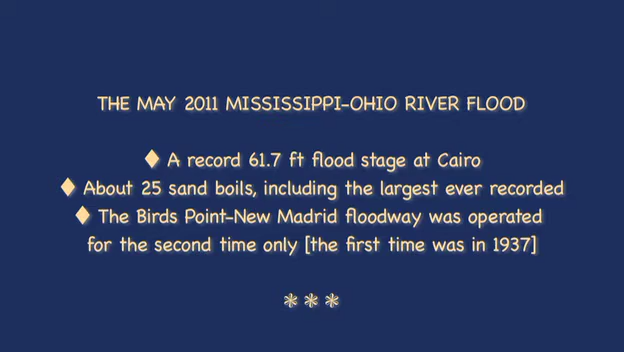 THE MAY 2011 MISSISSIPPI-OHIO RIVER FLOOD
♦ A record 61.7 ft flood stage at Cairo
♦ About 25 sand boils, including the largest ever recorded
♦ The Birds Point-New Madrid floodway was operated
for the second time only [the first time was in 1937]
***